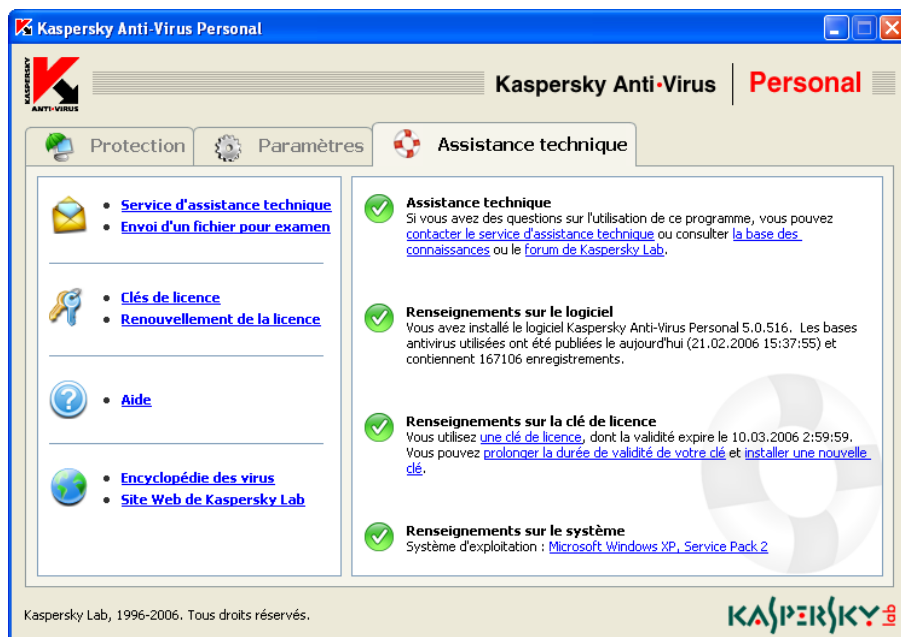 Kaspersky Anti-Virus Personal
KASPERSKY
ANTI-VIRUS
Kaspersky Anti•Virus
Personal
Protection
Paramètres
Assistance technique
• Service d'assistance technique
• Envoi d'un fichier pour examen
• Clés de licence
• Renouvellement de la licence
• Aide
• Encyclopédie des virus
• Site Web de Kaspersky Lab
Assistance technique
Si vous avez des questions sur l'utilisation de ce programme, vous pouvez
contacter le service d'assistance technique ou consulter la base des
connaissances ou le forum de Kaspersky Lab.
Renseignements sur le logiciel
Vous avez installé le logiciel Kaspersky Anti-Virus Personal 5.0.516. Les bases
antivirus utilisées ont été publiées le aujourd'hui (21.02.2006 15:37:55) et
contiennent 167106 enregistrements.
Renseignements sur la clé de licence
Vous utilisez une clé de licence, dont la validité expire le 10.03.2006 2:59:59.
Vous pouvez prolonger la durée de validité de votre clé et installer une nouvelle
clé.
Renseignements sur le système
Système d'exploitation : Microsoft Windows XP, Service Pack 2
Kaspersky Lab, 1996-2006. Tous droits réservés.
KASPERSKY lab